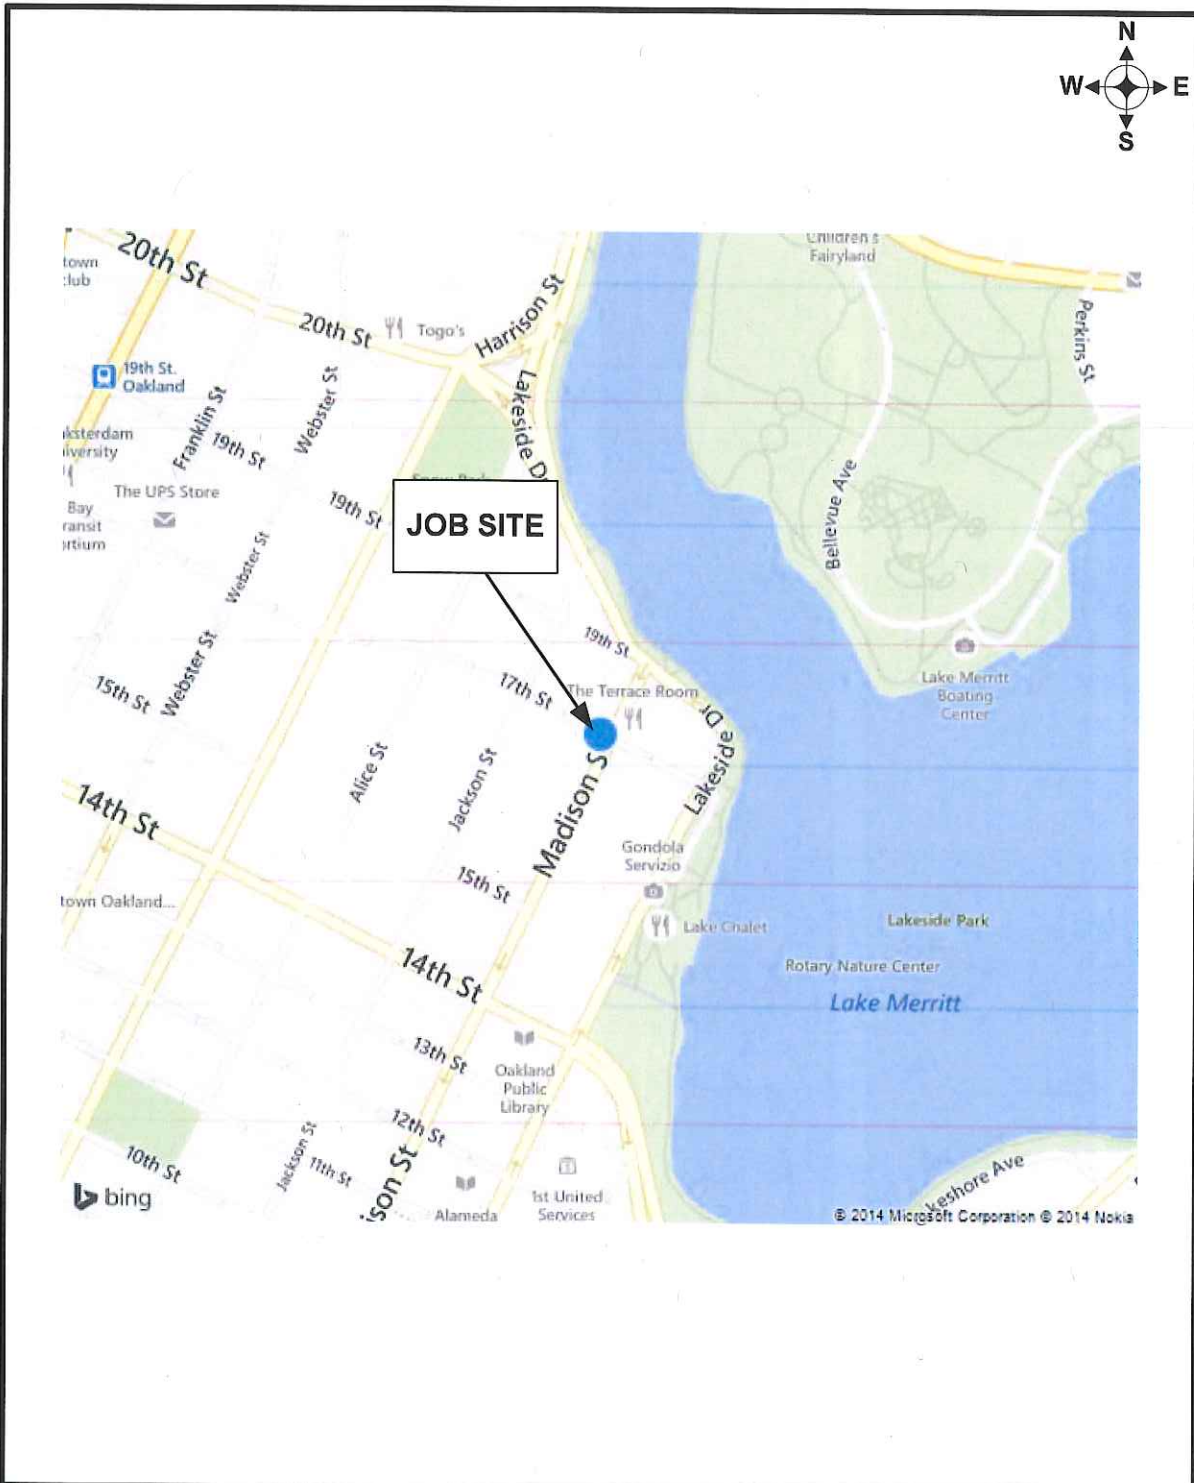 N
W E
S
Children's
Fairyland
20th St
town
club
20th St
Togo's
Harrison St
Perkins St
19th St.
Oakland
Lakeside Dr
Franklin St
Webster St
19th St
The UPS Store
Bay
19th St
JOB SITE
Bellevue Ave
Webster St
19th St
Webster St
15th St
17th St
The Terrace Room
Lake Merritt
Boating
Center
Lakeside Dr
Alice St
Jackson St
Madison S
14th St
Gondola
Servizio
15th St
town Oakland...
Lake Chalet
Lakeside Park
14th St
Rotary Nature Center
Lake Merritt
13th St
Oakland
Public
Library
12th St
Jackson St
10th St
11th St
ison St
keshore Ave
bing
Alameda
1st United
Services
© 2014 Microsoft Corporation © 2014 Nokia